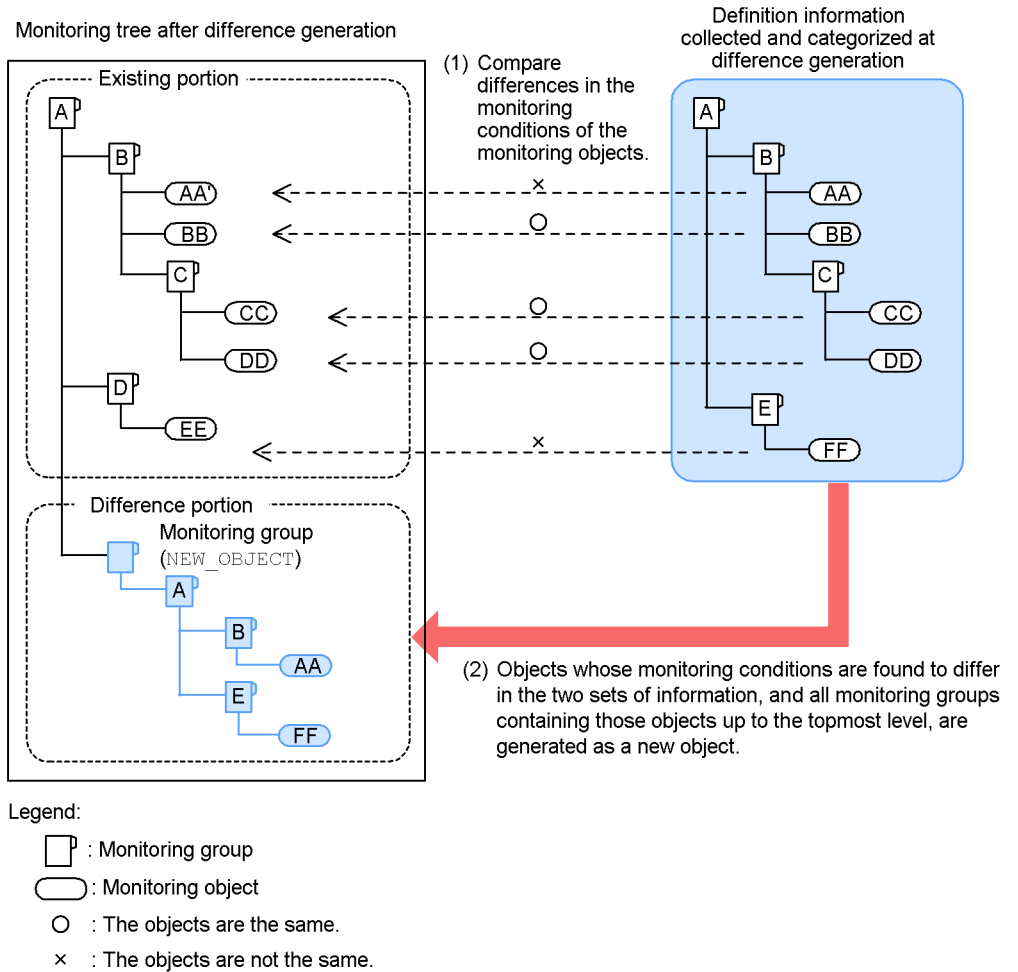 Monitoring tree after difference generation
Definition information
collected and categorized at
difference generation
Existing portion
A
B
AA'
BB
C
CC
DD
D
EE
(1) Compare
differences in the
monitoring
conditions of the
monitoring objects.
×
○
○
○
×
A
B
AA
BB
C
CC
DD
E
FF
Difference portion
Monitoring group
(NEW_OBJECT)
A
B
AA
E
FF
(2) Objects whose monitoring conditions are found to differ
in the two sets of information, and all monitoring groups
containing those objects up to the topmost level, are
generated as a new object.
Legend:
: Monitoring group
: Monitoring object
○ : The objects are the same.
× : The objects are not the same.